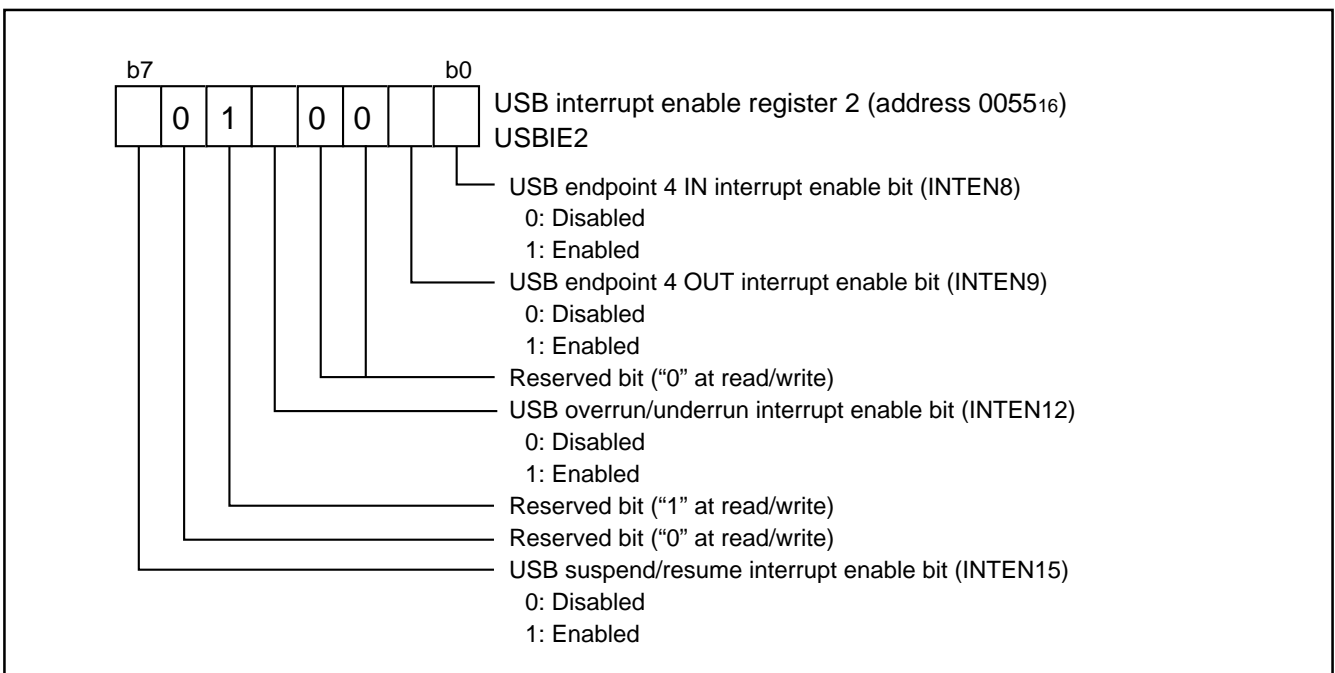 b7 b0
0 1 0 0
USB interrupt enable register 2 (address 0055₁₆)
USBIE2
USB endpoint 4 IN interrupt enable bit (INTEN8)
0: Disabled
1: Enabled
USB endpoint 4 OUT interrupt enable bit (INTEN9)
0: Disabled
1: Enabled
Reserved bit (“0” at read/write)
USB overrun/underrun interrupt enable bit (INTEN12)
0: Disabled
1: Enabled
Reserved bit (“1” at read/write)
Reserved bit (“0” at read/write)
USB suspend/resume interrupt enable bit (INTEN15)
0: Disabled
1: Enabled